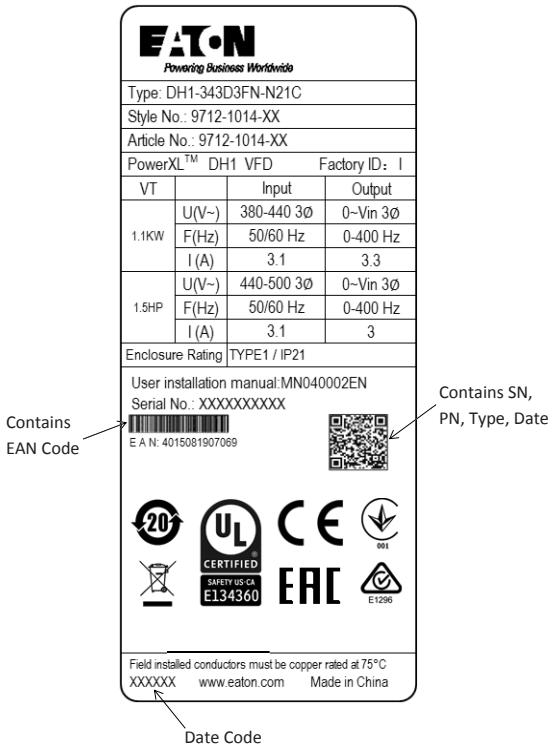 EATON
Powering Business Worldwide
Type: DH1-343D3FN-N21C
Style No.: 9712-1014-XX
Article No.: 9712-1014-XX
PowerXL™ DH1 VFD Factory ID: I
VT Input Output
1.1KW U(V~) 380-440 3Ø 0~Vin 3Ø
F(Hz) 50/60 Hz 0-400 Hz
I (A) 3.1 3.3
1.5HP U(V~) 440-500 3Ø 0~Vin 3Ø
F(Hz) 50/60 Hz 0-400 Hz
I (A) 3.1 3
Enclosure Rating TYPE1 / IP21
User installation manual:MN040002EN
Serial No.: XXXXXXXXXX
E A N: 4015081907069
Contains
EAN Code
Contains SN,
PN, Type, Date
20
UL
®
CERTIFIED
SAFETY US·CA
E134360
CE
001
EAC
E1296
Field installed conductors must be copper rated at 75°C
XXXXXX www.eaton.com Made in China
Date Code